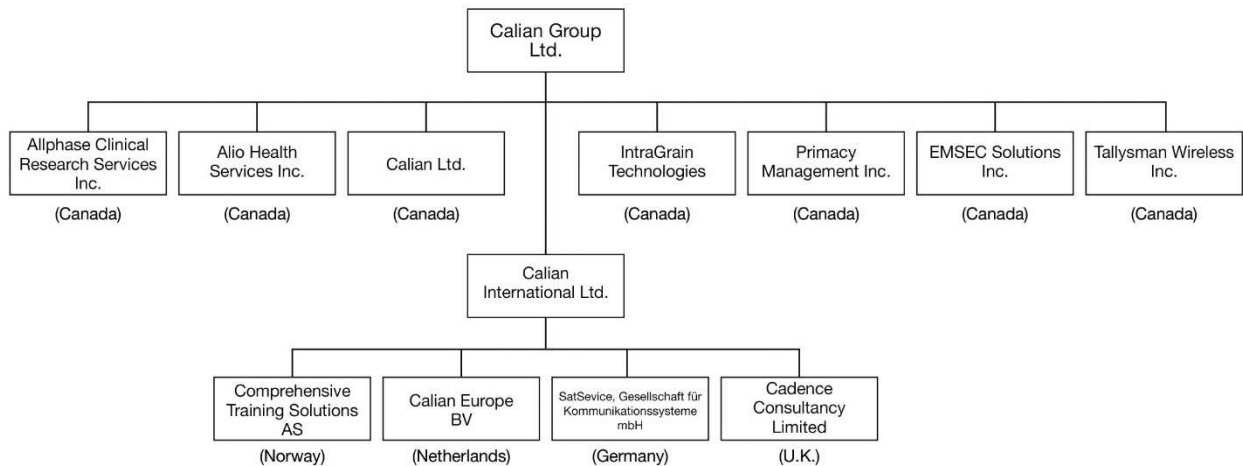 Calian Group
Ltd.
Allphase Clinical
Research Services
Inc.
(Canada)
Alio Health
Services Inc.
(Canada)
Calian Ltd.
(Canada)
IntraGrain
Technologies
(Canada)
Primacy
Management Inc.
(Canada)
EMSEC Solutions
Inc.
(Canada)
Tallysman Wireless
Inc.
(Canada)
Calian
International Ltd.
Comprehensive
Training Solutions
AS
(Norway)
Calian Europe
BV
(Netherlands)
SatSevice, Gesellschaft für
Kommunikationssysteme
mbH
(Germany)
Cadence
Consultancy
Limited
(U.K.)